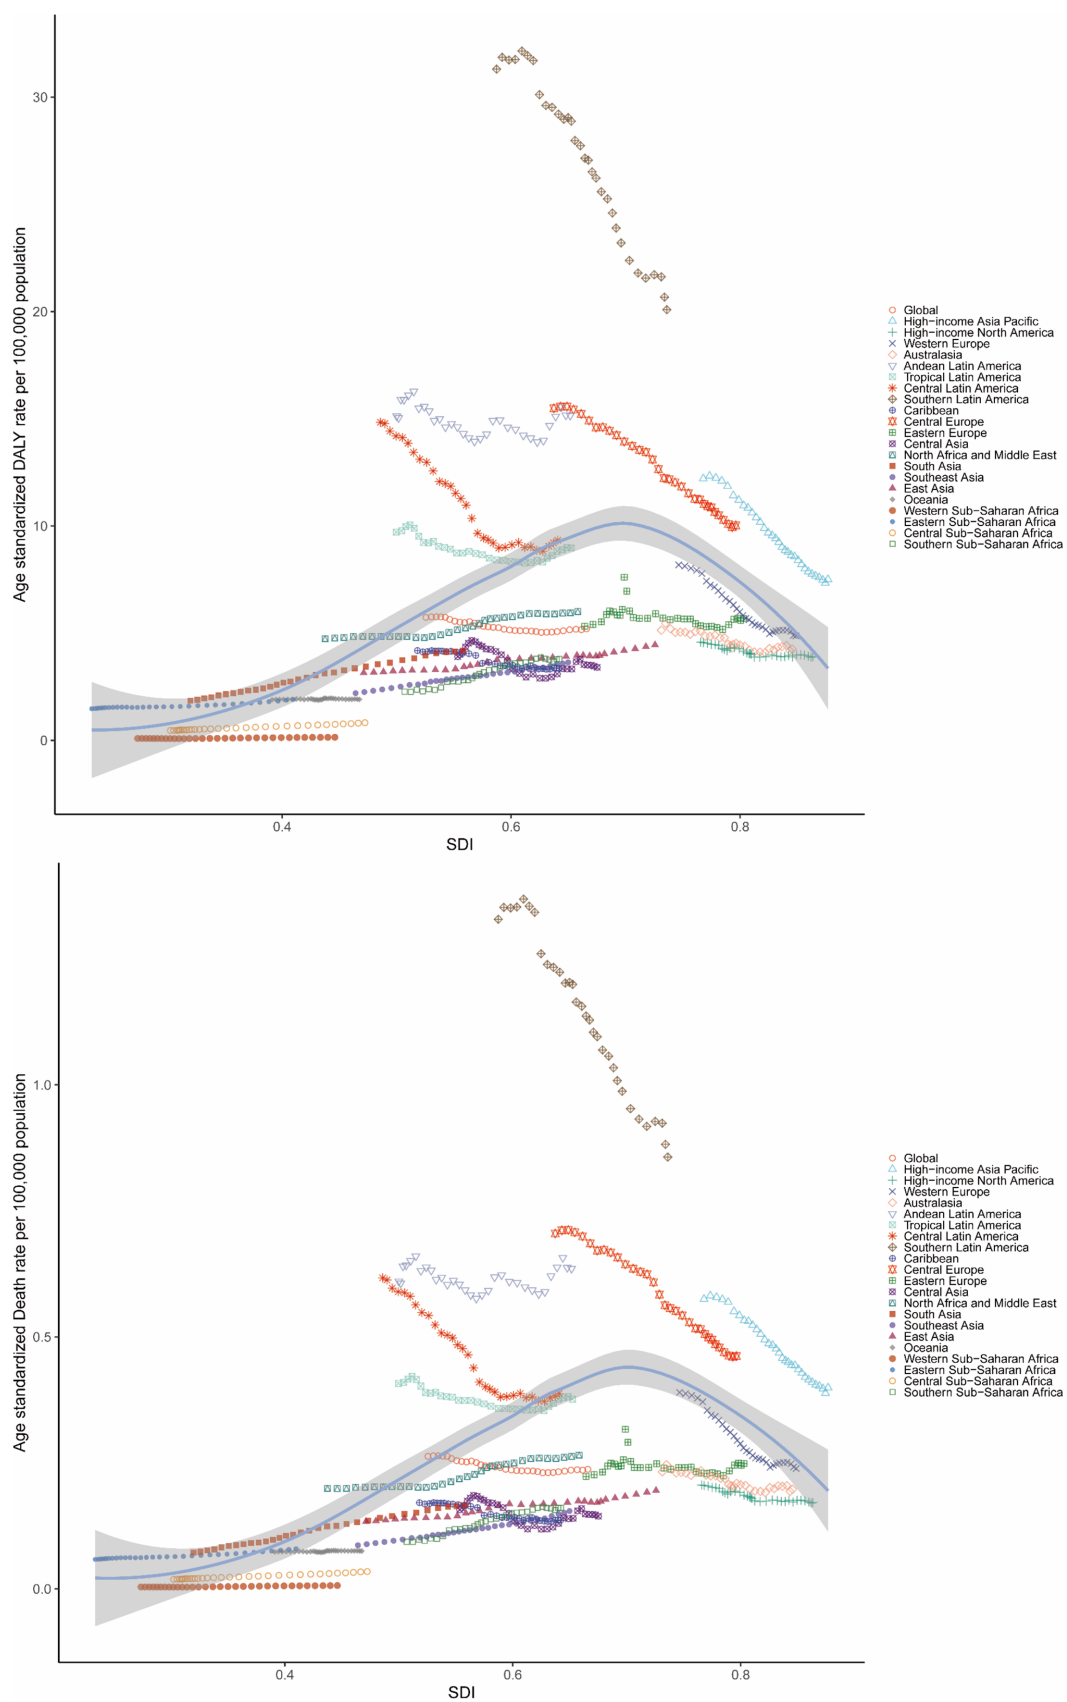 Age standardized DALY rate per 100,000 population
30
20
10
0
0.4
0.6
0.8
SDI
Global
High-income Asia Pacific
High-income North America
Western Europe
Australasia
Andean Latin America
Tropical Latin America
Central Latin America
Southern Latin America
Caribbean
Central Europe
Eastern Europe
Central Asia
North Africa and Middle East
South Asia
Southeast Asia
East Asia
Oceania
Western Sub-Saharan Africa
Eastern Sub-Saharan Africa
Central Sub-Saharan Africa
Southern Sub-Saharan Africa
Age standardized Death rate per 100,000 population
1.0
0.5
0.0
0.4
0.6
0.8
SDI
Global
High-income Asia Pacific
High-income North America
Western Europe
Australasia
Andean Latin America
Tropical Latin America
Central Latin America
Southern Latin America
Caribbean
Central Europe
Eastern Europe
Central Asia
North Africa and Middle East
South Asia
Southeast Asia
East Asia
Oceania
Western Sub-Saharan Africa
Eastern Sub-Saharan Africa
Central Sub-Saharan Africa
Southern Sub-Saharan Africa